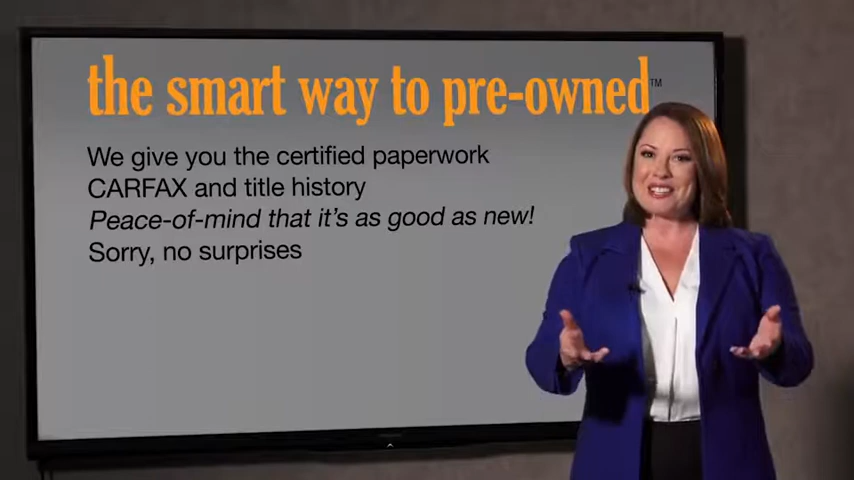 the smart way to pre-owned™
We give you the certified paperwork
CARFAX and title history
Peace-of-mind that it's as good as new!
Sorry, no surprises